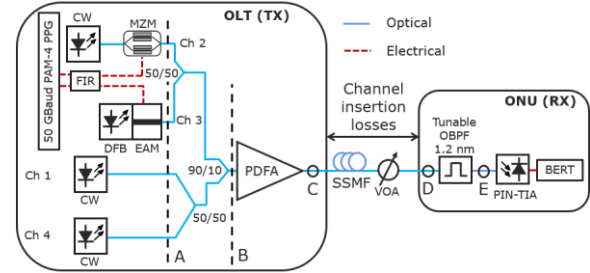 CW
MZM
OLT (TX)
Ch 2
50 GBaud PAM-4 PPG
FIR
50/50
DFB
EAM
Ch 3
Ch 1
CW
90/10
PDFA
50/50
Ch 4
CW
A
B
C
Optical
Electrical
Channel
insertion
losses
SSMF
VOA
D
ONU (RX)
Tunable
OBPF
1.2 nm
E
PIN-TIA
BERT